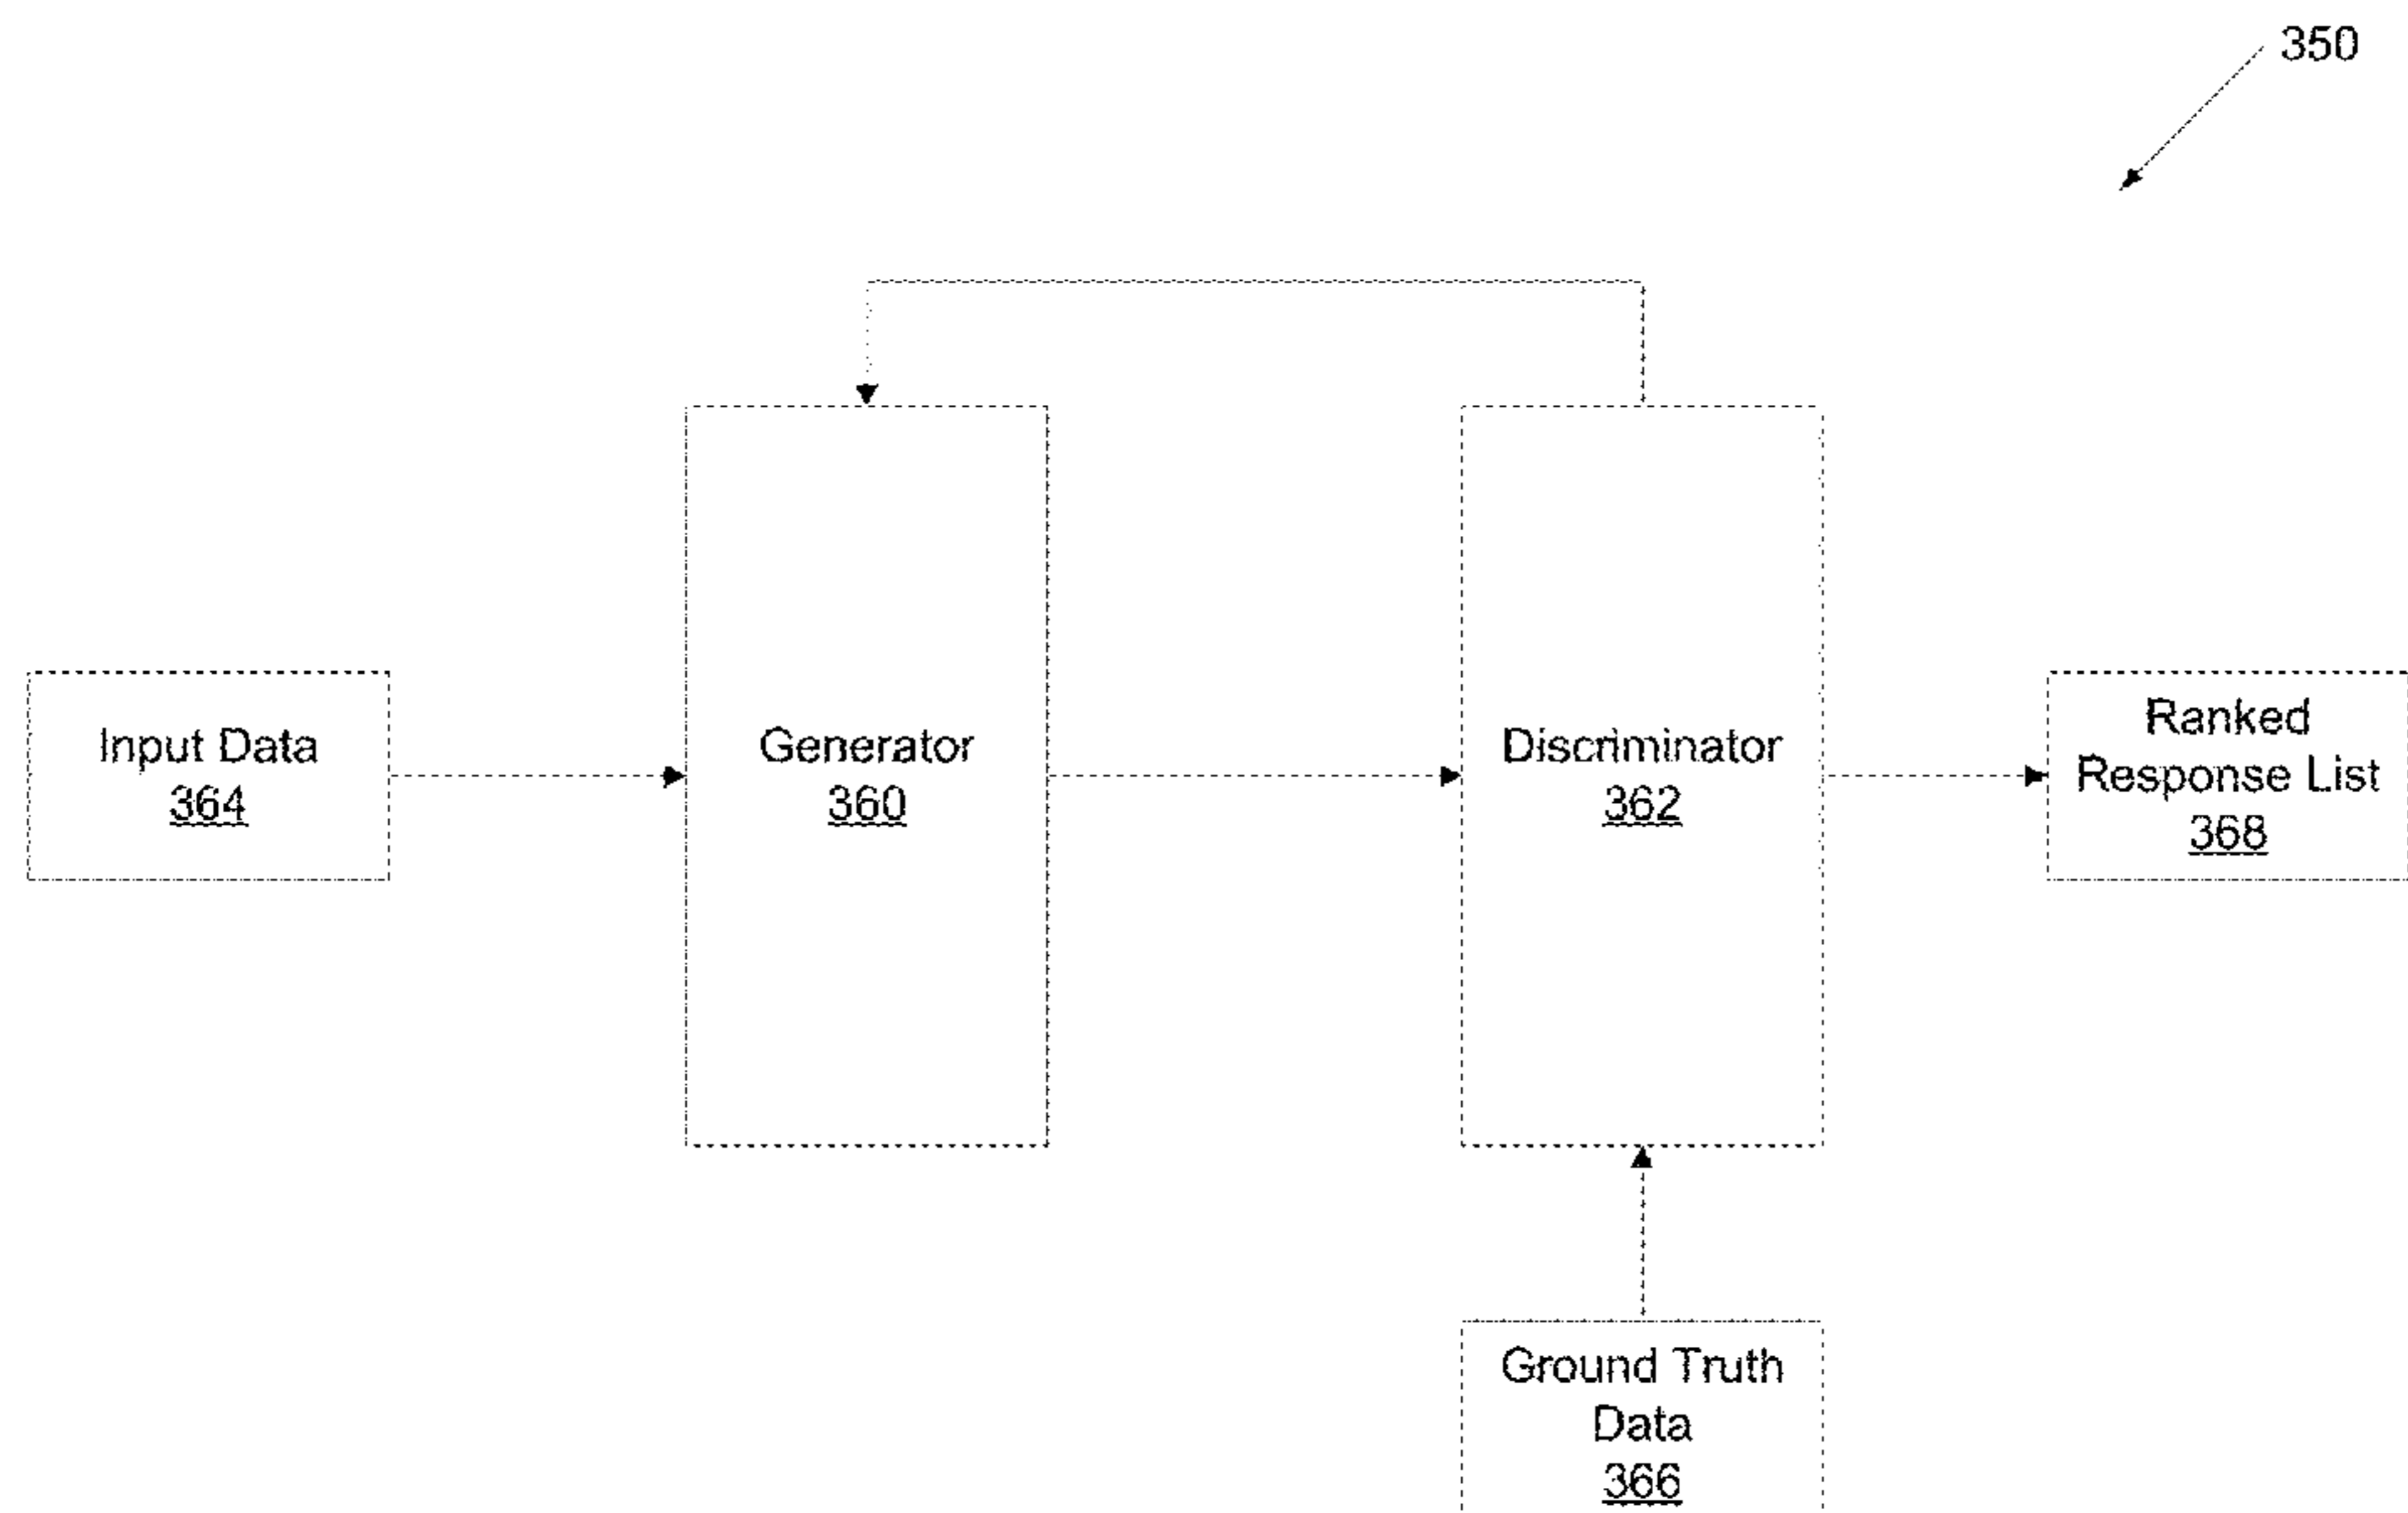 350
Input Data
364
Generator
360
Discriminator
362
Ranked
Response List
368
Ground Truth
Data
366